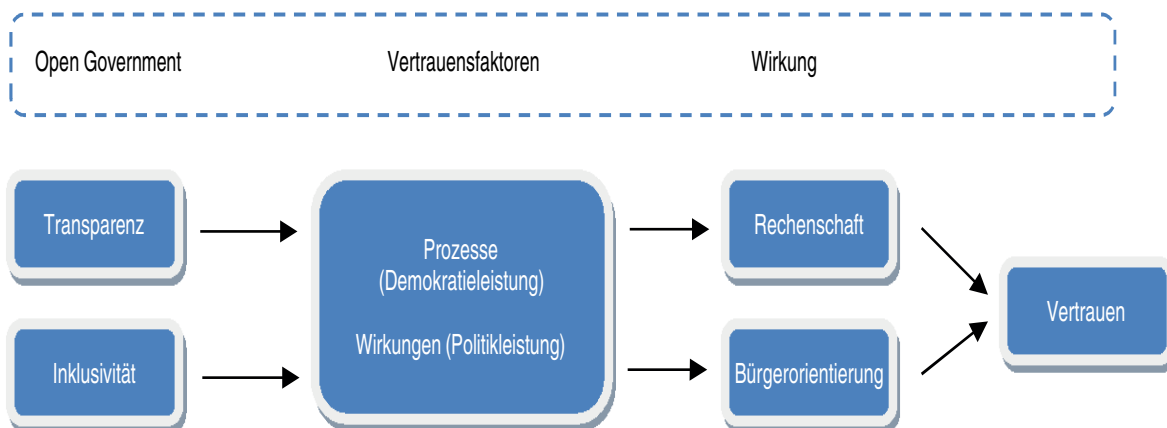 Open Government
Vertrauensfaktoren
Wirkung
Transparenz
Inklusivität
Prozesse
(Demokratieleistung)
Wirkungen (Politikleistung)
Rechenschaft
Bürgerorientierung
Vertrauen